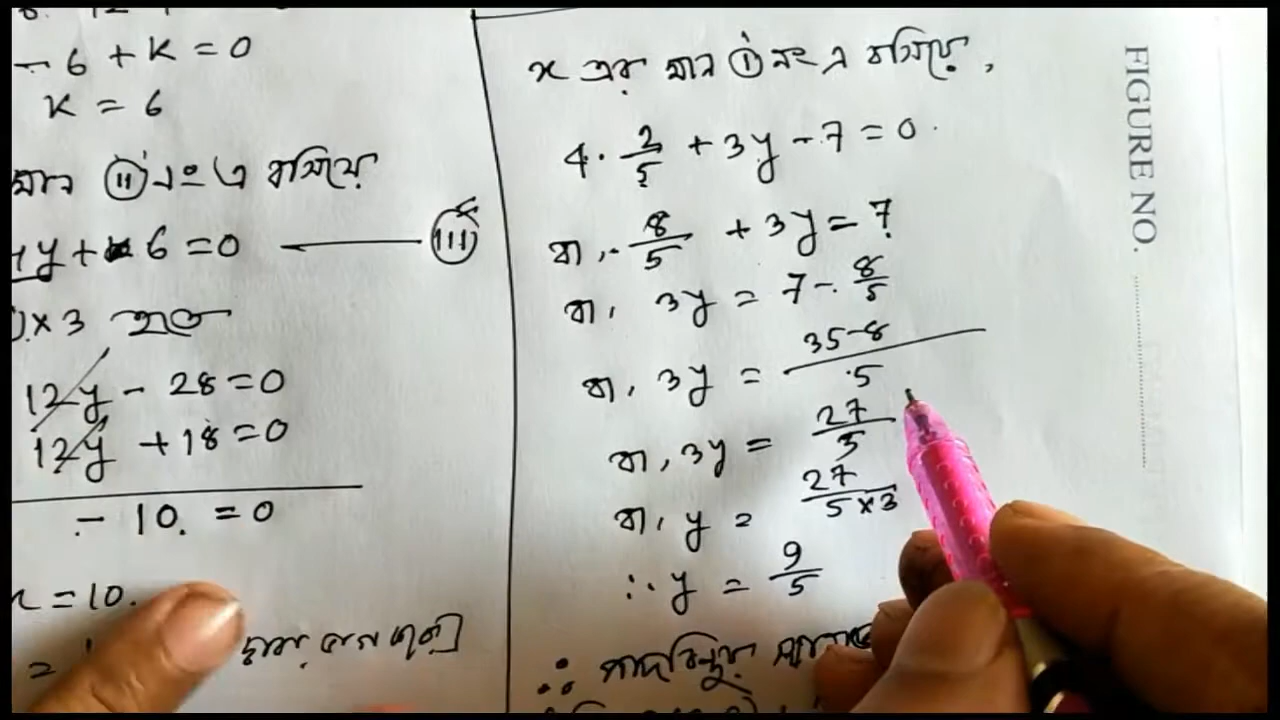 - 6 + k = 0
k = 6
মান (ii) নং এ বসিয়ে
4y + 6 = 0 ——— (iii)
) × 3 হতে
12y - 28 = 0
12y + 18 = 0
- 10. = 0
x = 10.
x এর মান (i) নং এ বসিয়ে,
4. 2/5 + 3y - 7 = 0.
বা, 8/5 + 3y = 7
বা, 3y = 7 - 8/5
বা, 3y = 35-8/5
বা, 3y = 27/5
বা, y = 27/5×3
∴ y = 9/5
∴ পাদবিন্দুর
FIGURE NO.